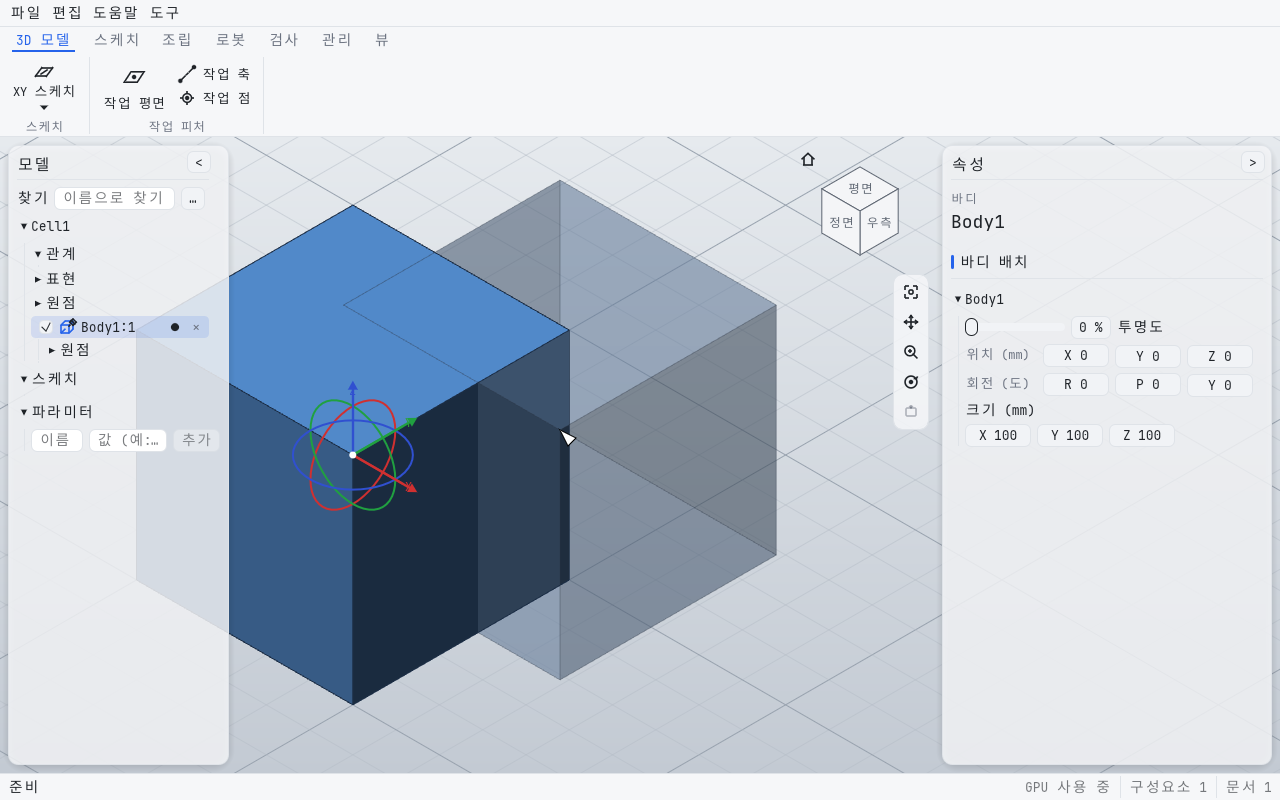 파일 편집 도움말 도구
3D 모델 스케치 조립 로봇 검사 관리 뷰
XY 스케치
작업 평면
작업 축
작업 점
스케치
작업 피처
모델
<
찾기 이름으로 찾기 …
▼ Cell1
▼ 관계
▶ 표현
▶ 원점
Body1:1 ● ×
▶ 원점
▼ 스케치
▼ 파라미터
이름 값 (예:… 추가
평면
정면 우측
속성
>
바디
Body1
바디 배치
▼ Body1
0 % 투명도
위치 (mm) X 0 Y 0 Z 0
회전 (도) R 0 P 0 Y 0
크기 (mm)
X 100 Y 100 Z 100
준비
GPU 사용 중 구성요소 1 문서 1